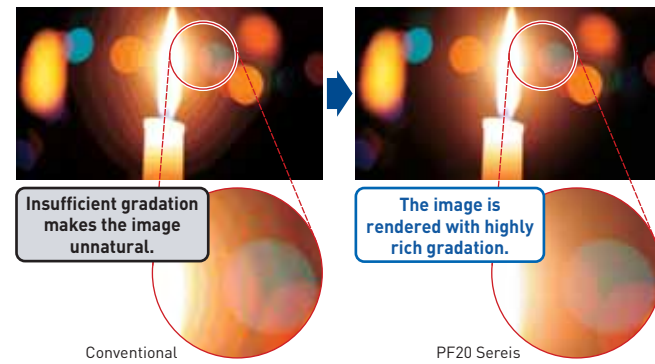 Insufficient gradation
makes the image
unnatural.
The image is
rendered with highly
rich gradation.
Conventional
PF20 Sereis